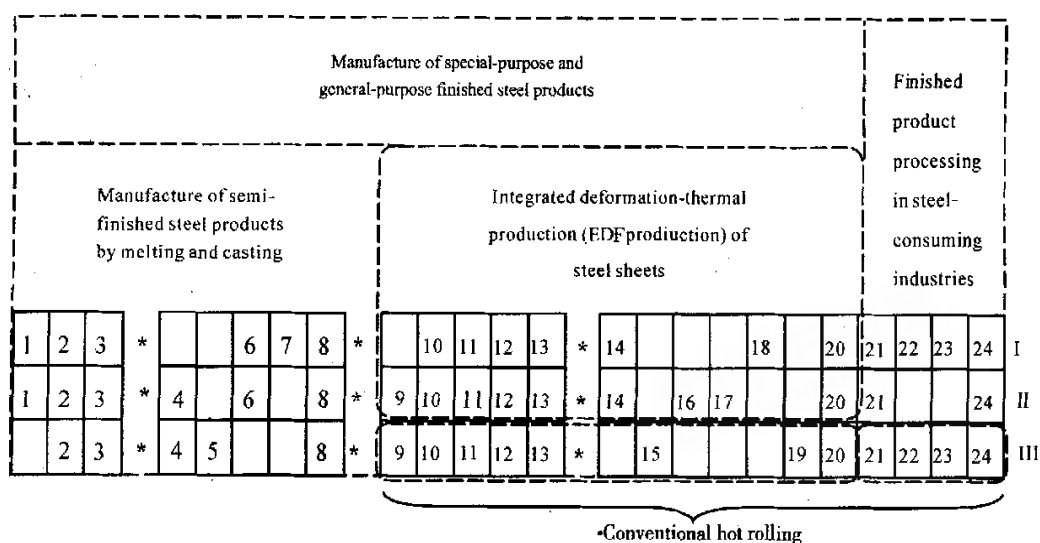 Manufacture of special-purpose and
general-purpose finished steel products
Finished
product
processing
in steel-
consuming
industries
Manufacture of semi-
finished steel products
by melting and casting
Integrated deformation-thermal
production (EDFprodiuction) of
steel sheets
1 2 3 * 6 7 8 * 10 11 12 13 * 14 18 20 21 22 23 24 I
1 2 3 * 4 6 8 * 9 10 11 12 13 * 14 16 17 20 21 24 II
2 3 * 4 5 8 * 9 10 11 12 13 * 15 19 20 21 22 23 24 III
•Conventional hot rolling